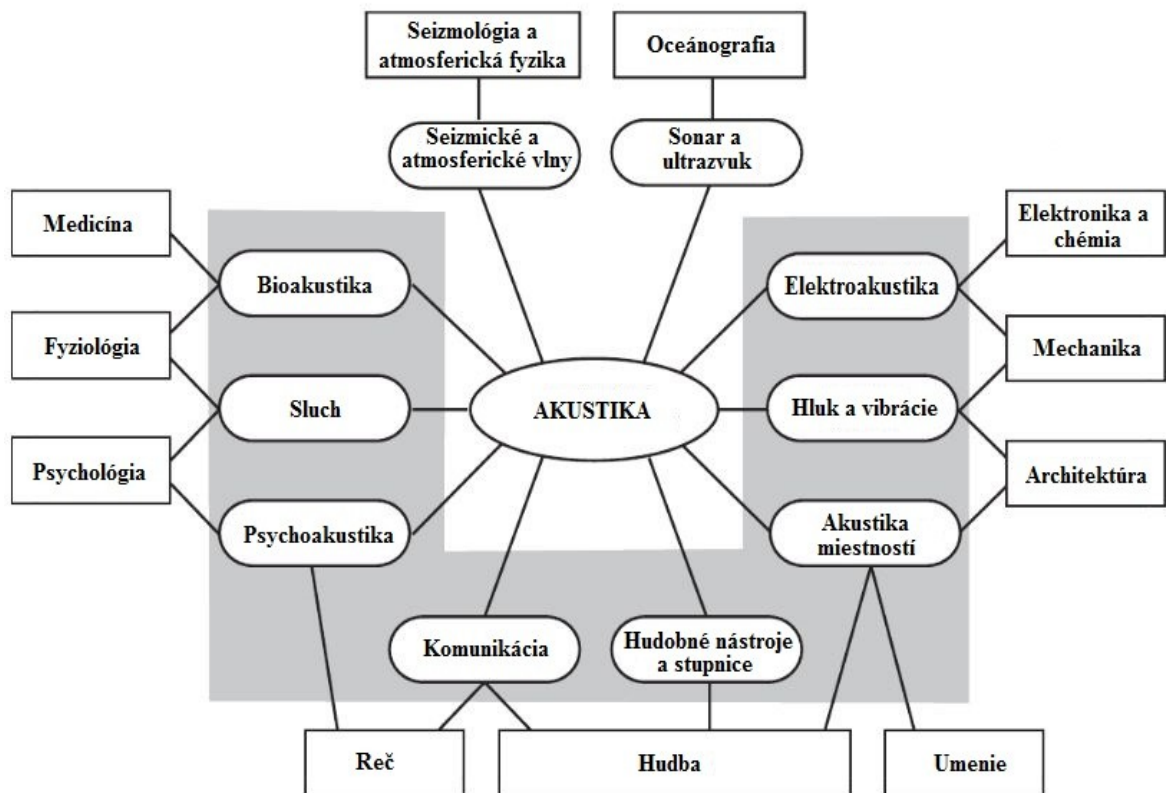 Seizmológia a
atmosferická fyzika
Oceánografia
Seizmické a
atmosferické vlny
Sonar a
ultrazvuk
Medicína
Elektronika a
chémia
Bioakustika
Elektroakustika
Fyziológia
Mechanika
Sluch
AKUSTIKA
Hluk a vibrácie
Psychológia
Architektúra
Psychoakustika
Akustika
miestností
Komunikácia
Hudobné nástroje
a stupnice
Reč
Hudba
Umenie